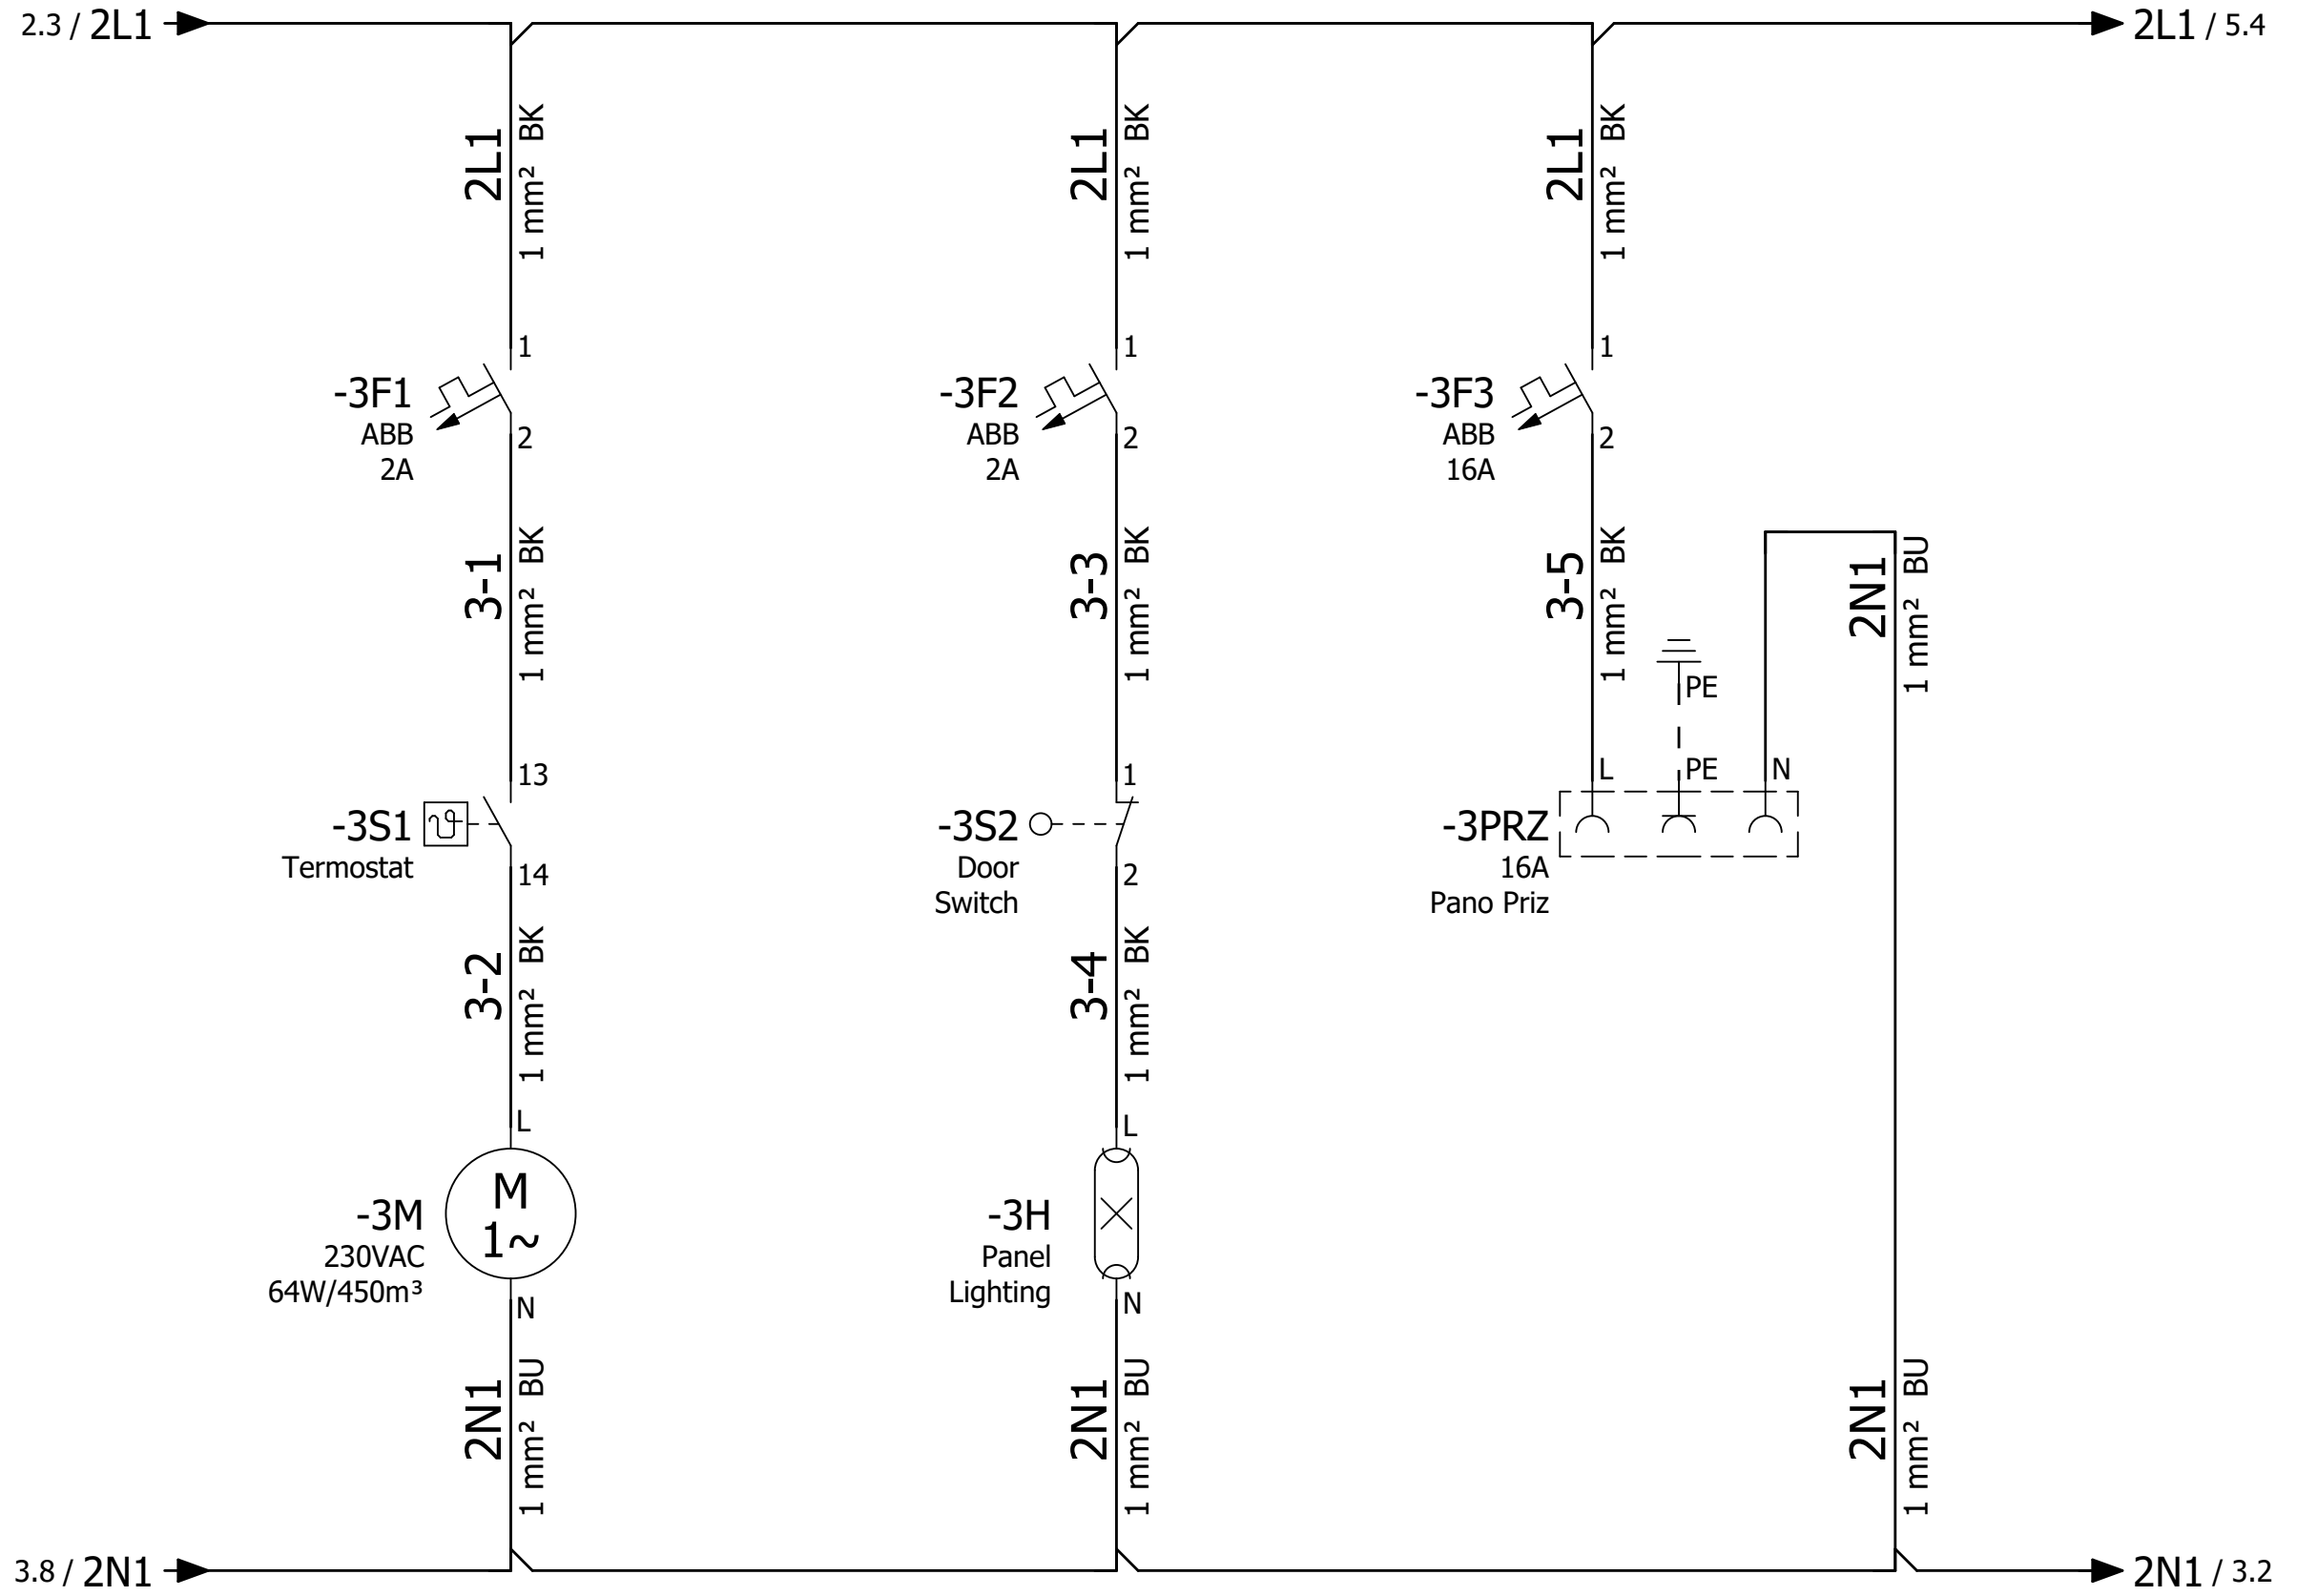 2.3 / 2L1
2L1 / 5.4
2L1
1 mm² BK
2L1
1 mm² BK
2L1
1 mm² BK
1
-3F1
ABB
2A
2
1
-3F2
ABB
2A
2
1
-3F3
ABB
16A
2
3-1
1 mm² BK
3-3
1 mm² BK
3-5
1 mm² BK
2N1
1 mm² BU
PE
13
-3S1
Termostat
14
1
-3S2
Door
Switch
2
L
PE
N
-3PRZ
16A
Pano Priz
3-2
1 mm² BK
3-4
1 mm² BK
L
M
1~
-3M
230VAC
64W/450m³
N
L
-3H
Panel
Lighting
N
2N1
1 mm² BU
2N1
1 mm² BU
2N1
1 mm² BU
3.8 / 2N1
2N1 / 3.2